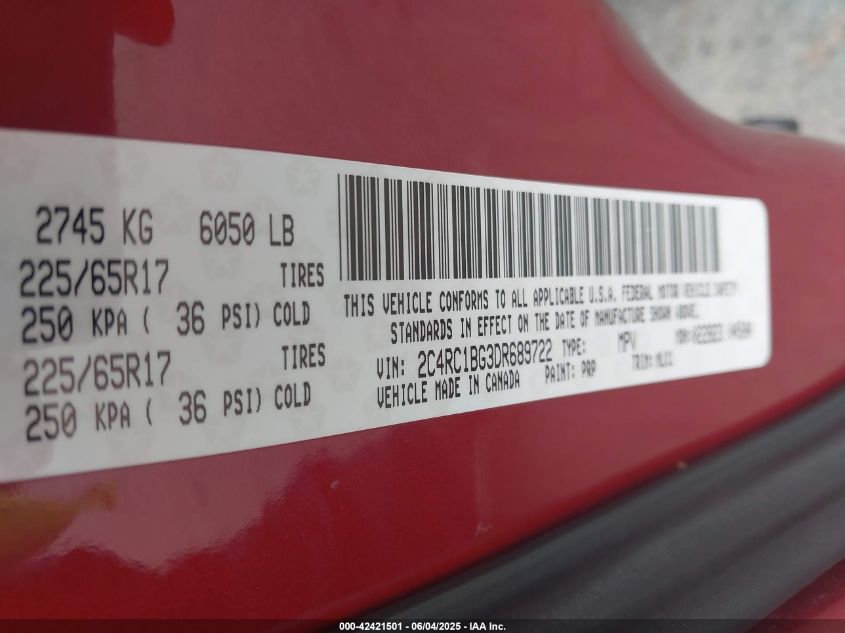 2745 KG 6050 LB
225/65R17 TIRES
250 KPA ( 36 PSI) COLD
225/65R17 TIRES
250 KPA ( 36 PSI) COLD
THIS VEHICLE CONFORMS TO ALL APPLICABLE U.S.A. FEDERAL MOTOR VEHICLE SAFETY
STANDARDS IN EFFECT ON THE DATE OF MANUFACTURE SHOWN ABOVE.
VIN: 2C4RC1BG3DR689722 TYPE: MPV MDH:
VEHICLE MADE IN CANADA PAINT: PRP TRIM:
000-42421501 - 06/04/2025 - IAA Inc.